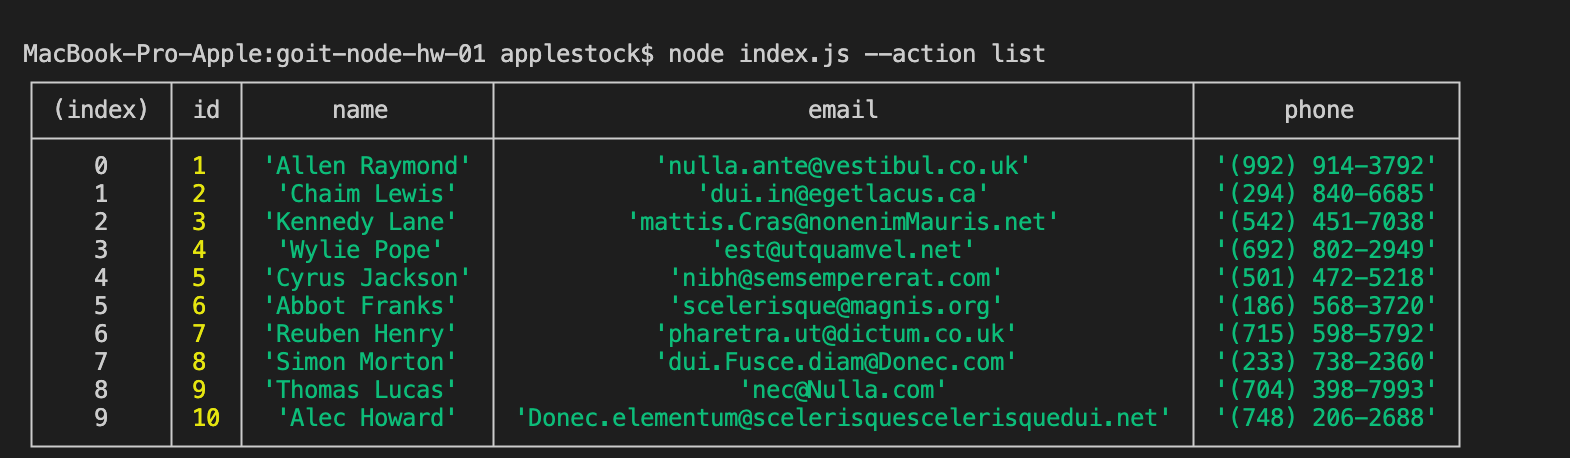 MacBook-Pro-Apple:goit-node-hw-01 applestock$ node index.js --action list
(index) id name email phone
0 1 'Allen Raymond' 'nulla.ante@vestibul.co.uk' '(992) 914-3792'
1 2 'Chaim Lewis' 'dui.in@egetlacus.ca' '(294) 840-6685'
2 3 'Kennedy Lane' 'mattis.Cras@nonenimMauris.net' '(542) 451-7038'
3 4 'Wylie Pope' 'est@utquamvel.net' '(692) 802-2949'
4 5 'Cyrus Jackson' 'nibh@semsempererat.com' '(501) 472-5218'
5 6 'Abbot Franks' 'scelerisque@magnis.org' '(186) 568-3720'
6 7 'Reuben Henry' 'pharetra.ut@dictum.co.uk' '(715) 598-5792'
7 8 'Simon Morton' 'dui.Fusce.diam@Donec.com' '(233) 738-2360'
8 9 'Thomas Lucas' 'nec@Nulla.com' '(704) 398-7993'
9 10 'Alec Howard' 'Donec.elementum@scelerisquescelerisquedui.net' '(748) 206-2688'